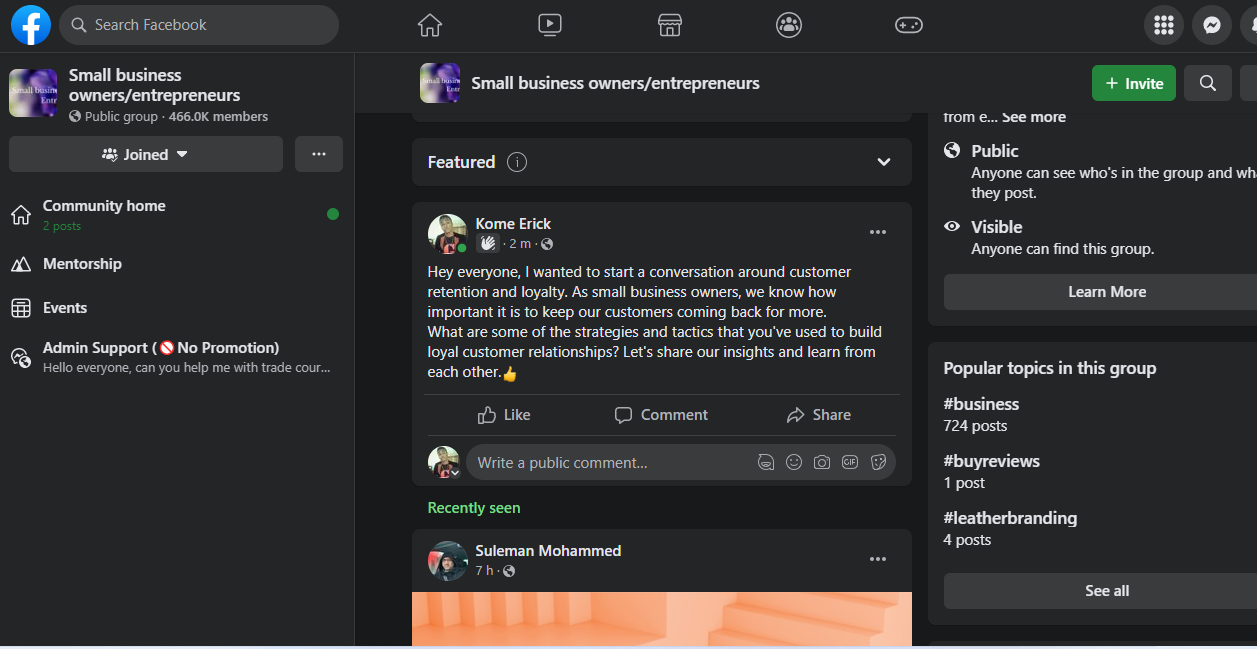 Search Facebook
Small business
owners/entrepreneurs
Public group · 466.0K members
Joined
Community home
2 posts
Mentorship
Events
Admin Support (🚫No Promotion)
Hello everyone, can you help me with trade cour...
Small business owners/entrepreneurs
+ Invite
Featured
Kome Erick
· 2 m ·
Hey everyone, I wanted to start a conversation around customer
retention and loyalty. As small business owners, we know how
important it is to keep our customers coming back for more.
What are some of the strategies and tactics that you've used to build
loyal customer relationships? Let's share our insights and learn from
each other.👍
Like
Comment
Share
Write a public comment...
GIF
Recently seen
Suleman Mohammed
7 h ·
from e... See more
Public
Anyone can see who's in the group and wha
they post.
Visible
Anyone can find this group.
Learn More
Popular topics in this group
#business
724 posts
#buyreviews
1 post
#leatherbranding
4 posts
See all